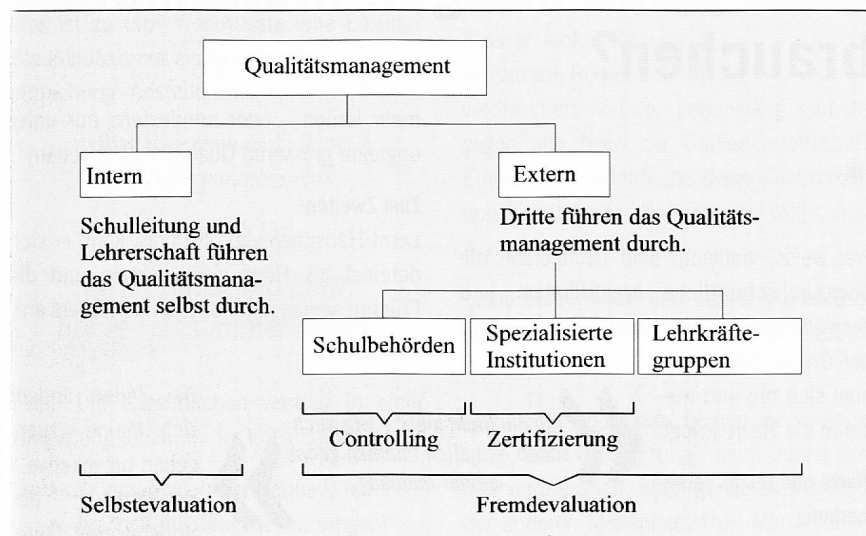 brauchen?
Qualitätsmanagement
Intern
Extern
Schulleitung und
Lehrerschaft führen
das Qualitätsmana-
gement selbst durch.
Dritte führen das Qualitäts-
management durch.
Schulbehörden
Spezialisierte
Institutionen
Lehrkräfte-
gruppen
Controlling
Zertifizierung
Selbstevaluation
Fremdevaluation